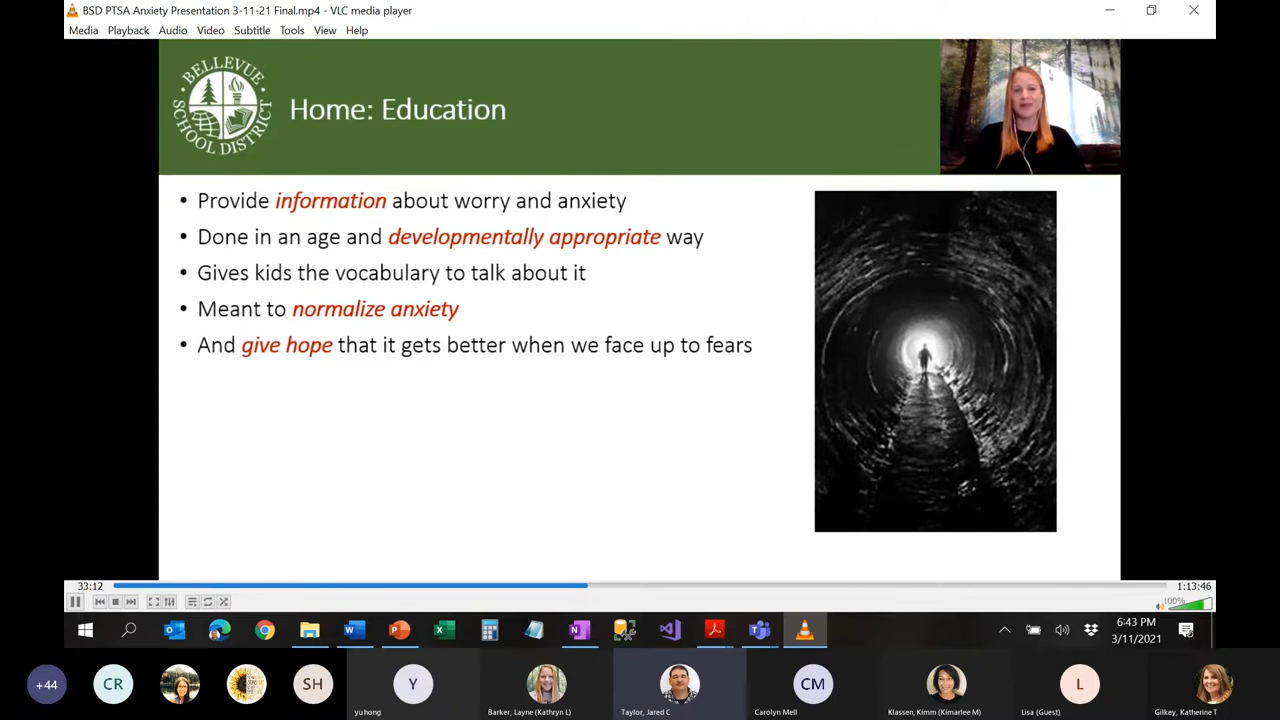 BSD PTSA Anxiety Presentation 3-11-21 Final.mp4 - VLC media player
Media Playback Audio Video Subtitle Tools View Help
BELLEVUE
SCHOOL DISTRICT
Home: Education
• Provide information about worry and anxiety
• Done in an age and developmentally appropriate way
• Gives kids the vocabulary to talk about it
• Meant to normalize anxiety
• And give hope that it gets better when we face up to fears
33:12
1:13:46
100%
6:43 PM
3/11/2021
+44
CR
SH
Y
CM
L
yu hong
Barker, Layne (Kathryn L)
Taylor, Jared C
Carolyn Mell
Klassen, Kimm (Kimarlee M)
Lisa (Guest)
Gilkey, Katherine T